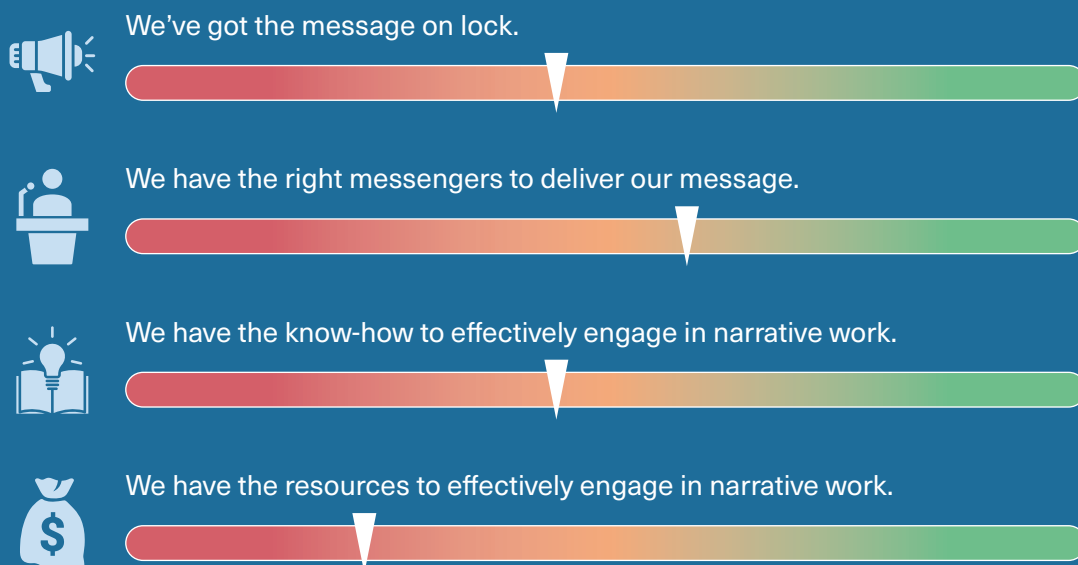 We’ve got the message on lock.
We have the right messengers to deliver our message.
We have the know-how to effectively engage in narrative work.
We have the resources to effectively engage in narrative work.
$